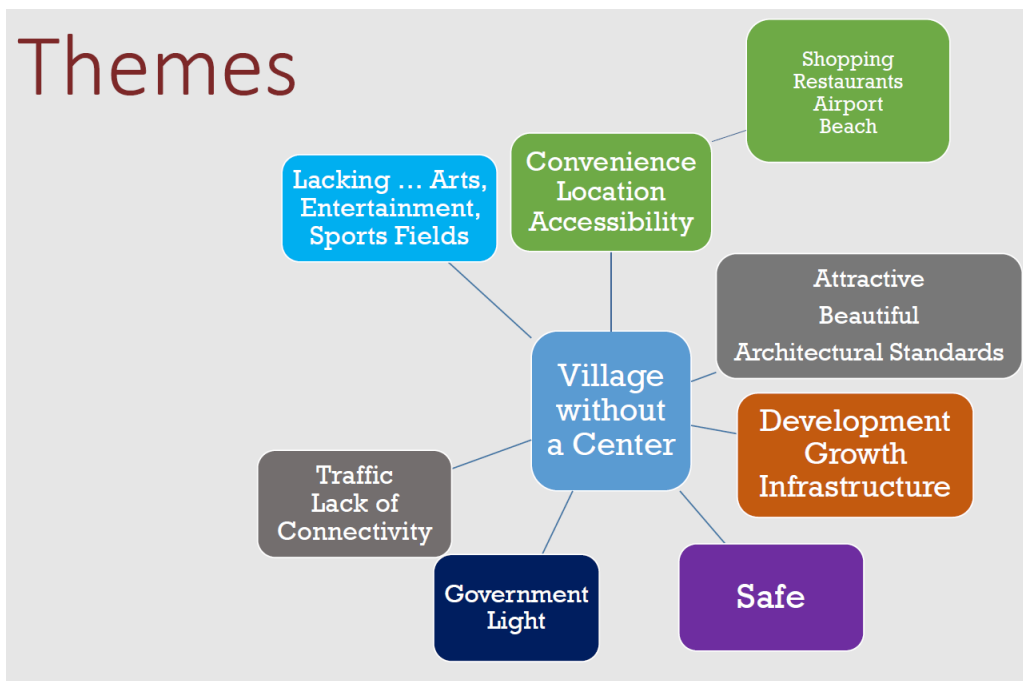 Themes
Shopping
Restaurants
Airport
Beach
Convenience
Location
Accessibility
Lacking … Arts,
Entertainment,
Sports Fields
Attractive
Beautiful
Architectural Standards
Village
without
a Center
Development
Growth
Infrastructure
Traffic
Lack of
Connectivity
Government
Light
Safe